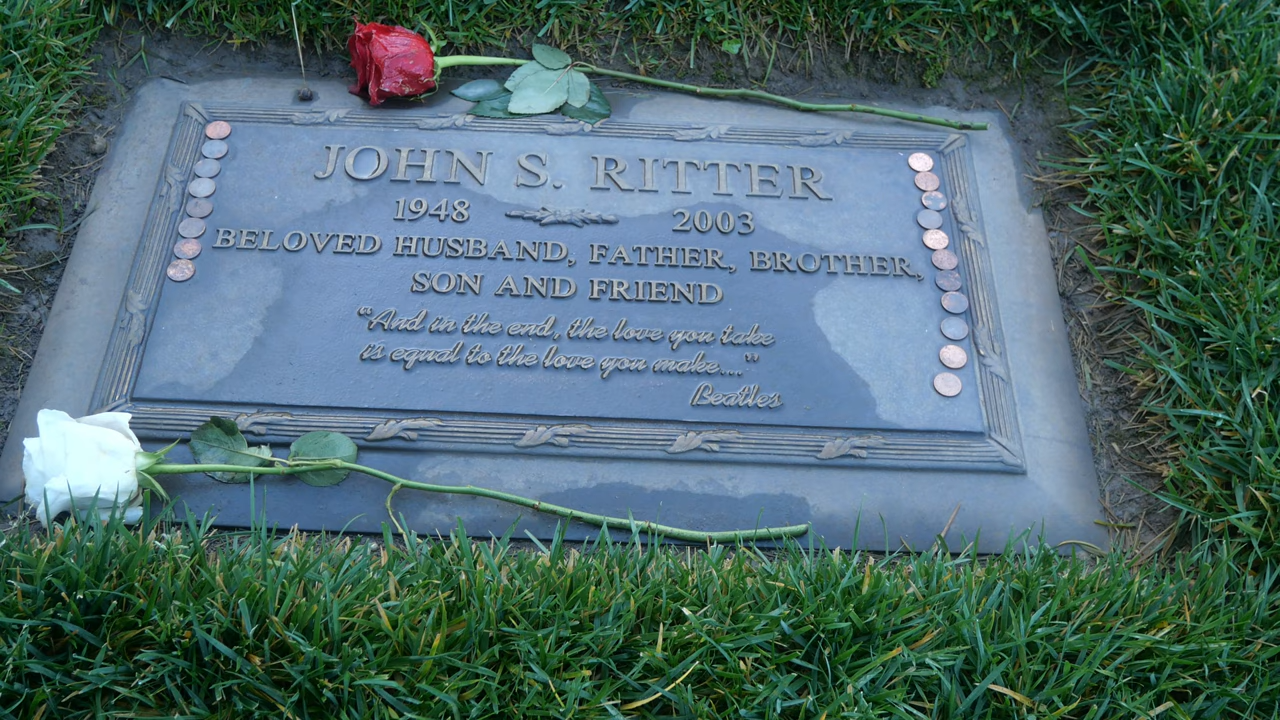 JOHN S. RITTER
1948 2003
BELOVED HUSBAND, FATHER, BROTHER,
SON AND FRIEND
“And in the end, the love you take
is equal to the love you make....”
Beatles